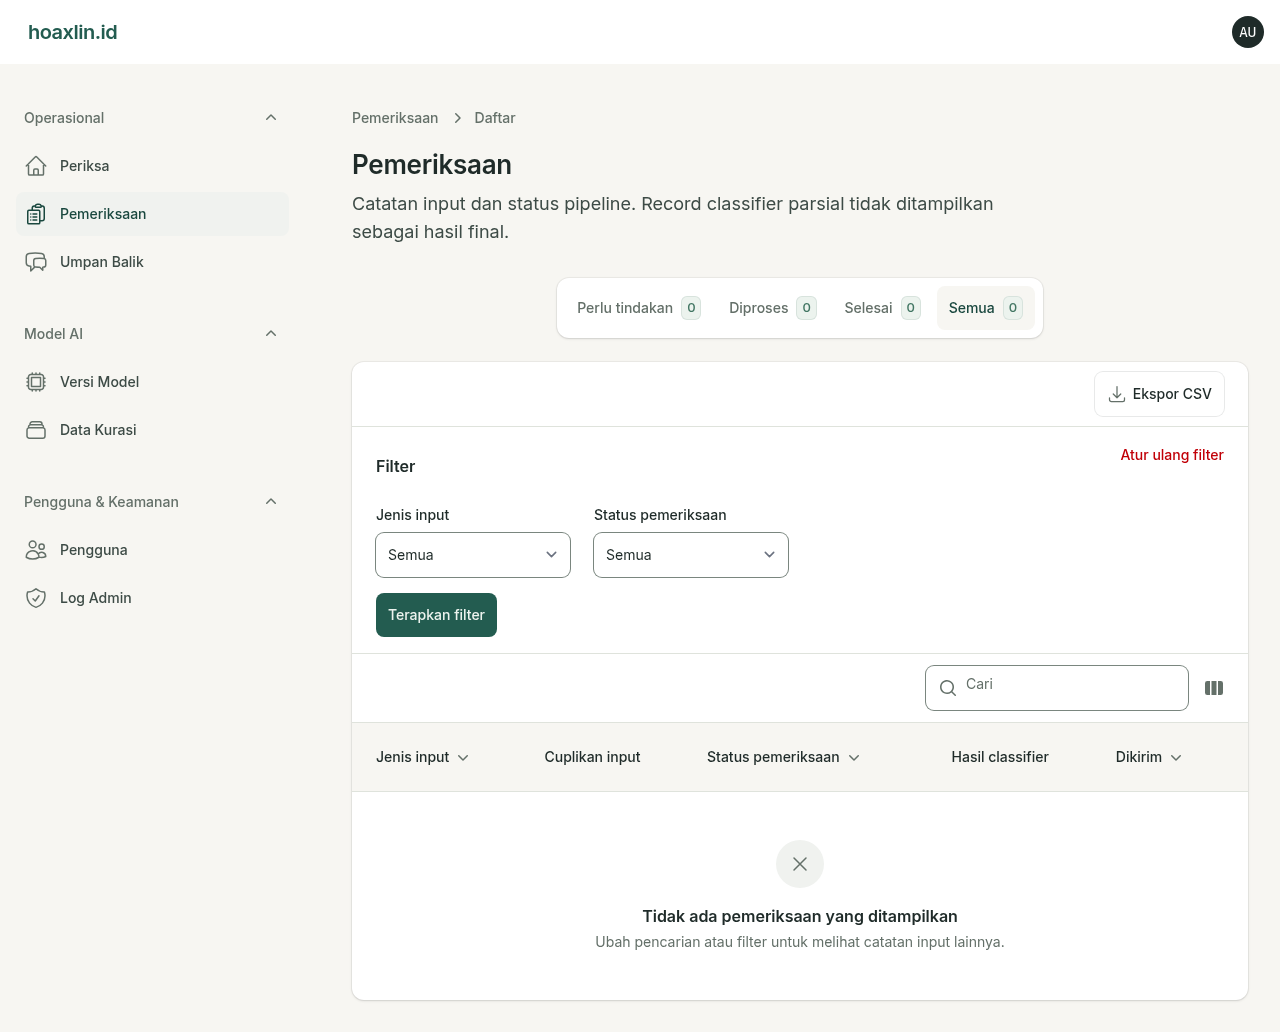 hoaxlin.id
AU
Operasional
Periksa
Pemeriksaan
Umpan Balik
Model AI
Versi Model
Data Kurasi
Pengguna & Keamanan
Pengguna
Log Admin
Pemeriksaan > Daftar
Pemeriksaan
Catatan input dan status pipeline. Record classifier parsial tidak ditampilkan
sebagai hasil final.
Perlu tindakan 0 Diproses 0 Selesai 0 Semua 0
Ekspor CSV
Filter
Atur ulang filter
Jenis input Status pemeriksaan
Semua Semua
Terapkan filter
Cari
Jenis input Cuplikan input Status pemeriksaan Hasil classifier Dikirim
Tidak ada pemeriksaan yang ditampilkan
Ubah pencarian atau filter untuk melihat catatan input lainnya.